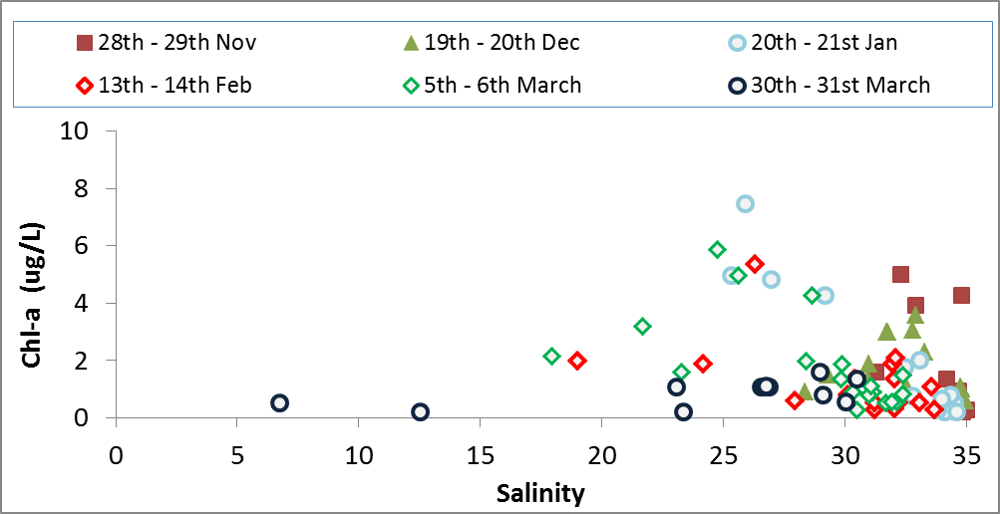 28th - 29th Nov
19th - 20th Dec
20th - 21st Jan
13th - 14th Feb
5th - 6th March
30th - 31st March
10
8
6
4
2
0
Chl-a (ug/L)
0 5 10 15 20 25 30 35
Salinity